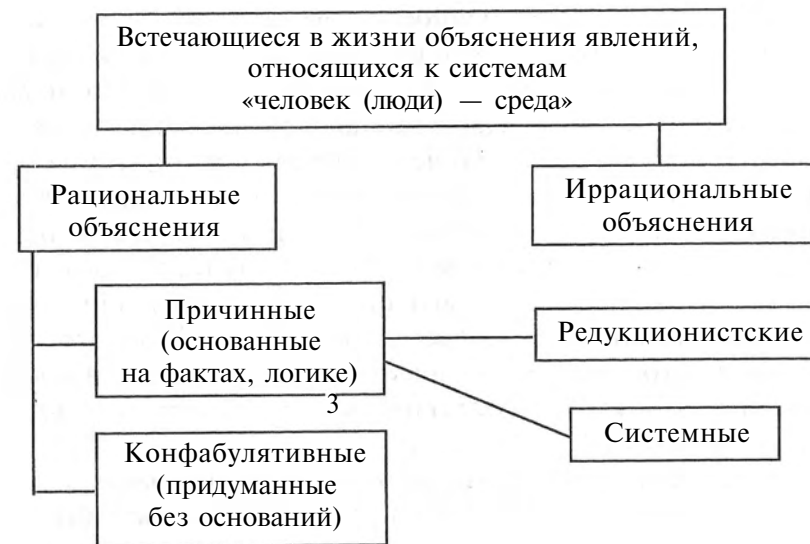 Встечающиеся в жизни объяснения явлений,
относящихся к системам
«человек (люди) — среда»
Рациональные
объяснения
Иррациональные
объяснения
Причинные
(основанные
на фактах, логике)
3
Редукционистские
Системные
Конфабулятивные
(придуманные
без оснований)